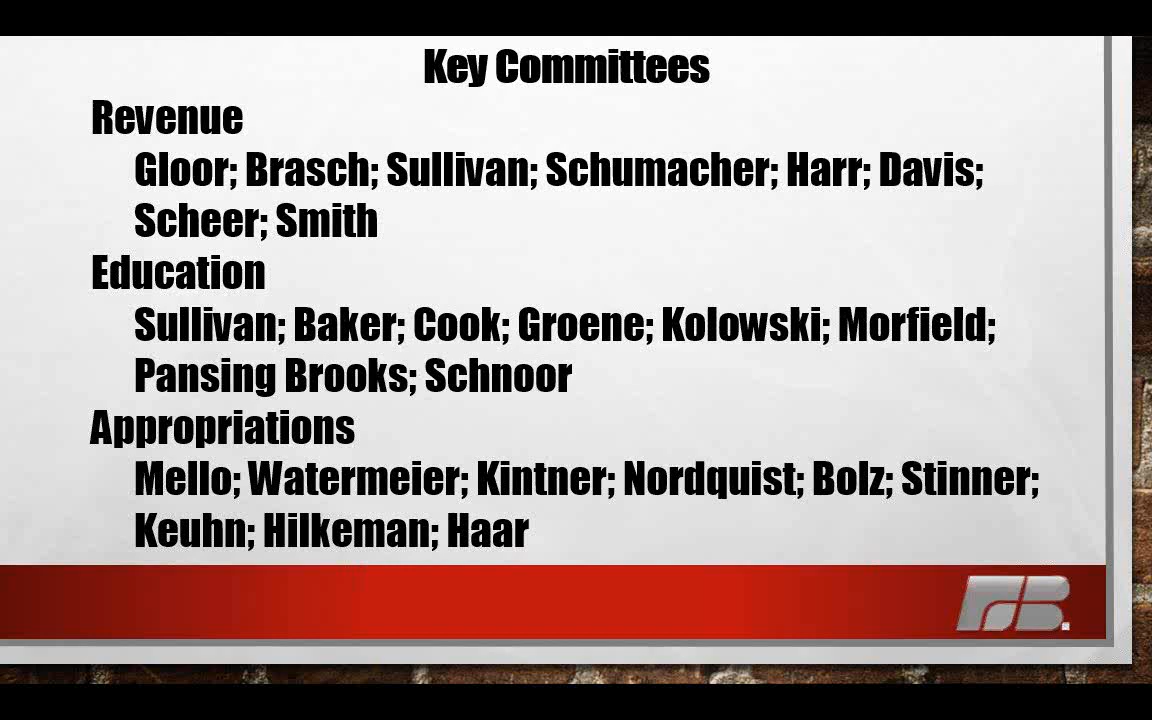 Key Committees
Revenue
Gloor; Brasch; Sullivan; Schumacher; Harr; Davis;
Scheer; Smith
Education
Sullivan; Baker; Cook; Groene; Kolowski; Morfield;
Pansing Brooks; Schnoor
Appropriations
Mello; Watermeier; Kintner; Nordquist; Bolz; Stinner;
Keuhn; Hilkeman; Haar
FB